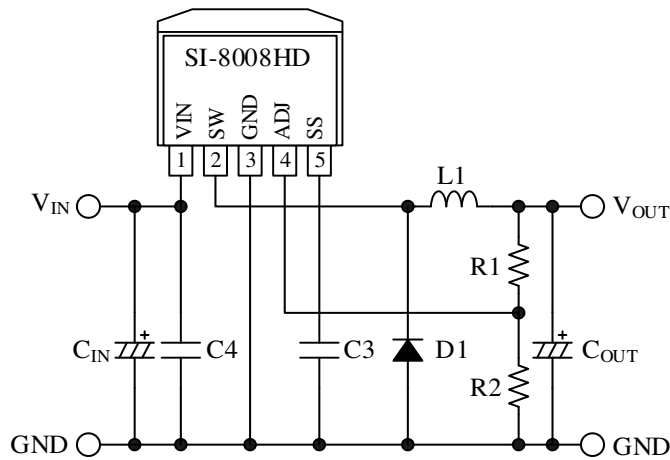 SI-8008HD
VIN
SW
GND
ADJ
SS
1
2
3
4
5
L1
VIN
VOUT
R1
CIN
+
C4
C3
D1
+
COUT
R2
GND
GND